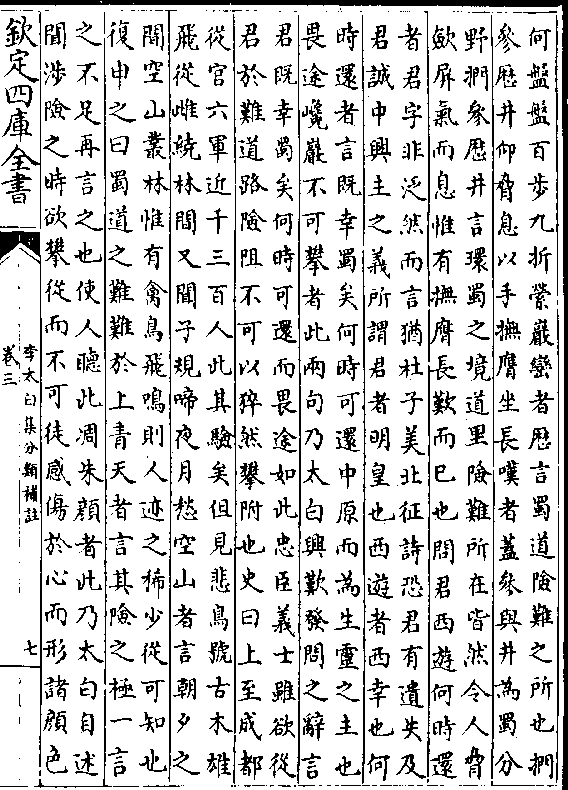 何盤盤百歩九折縈巖巒者歴言蜀道險難之所也捫
參歴井仰脅息以手撫膺坐長嘆者蓋參與井為蜀分
野捫參歴井言環蜀之境道里險難所在皆然令人脅
歛屏氣而息惟有撫膺長歎而已也問君西遊何時還
者君字非泛然而言猶杜子美北征詩恐君有遺失及
君誠中興主之義所謂君者明皇也西遊者西幸也何
時還者言既幸蜀矣何時可還中原而為生靈之主也
畏途巉巖不可攀者此兩句乃太白興歎發問之辭言
君既幸蜀矣何時可還而畏途如此忠臣義士雖欲從
君於難道路險阻不可以猝然攀附也史曰上至成都
從官六軍近千三百人此其驗矣但見悲鳥號古木雄
飛從雌繞林間又聞子規啼夜月愁空山者言朝夕之
間空山叢林惟有禽鳥飛鳴則人迹之稀少從可知也
復申之曰蜀道之難難於上青天者言其險之極一言
之不足再言之也使人聽此凋朱顔者此乃太白自述
聞涉險之時欲攀從而不可徒感傷於心而形諸顔色
欽定四庫全書
李太白集分類補註
卷三
七